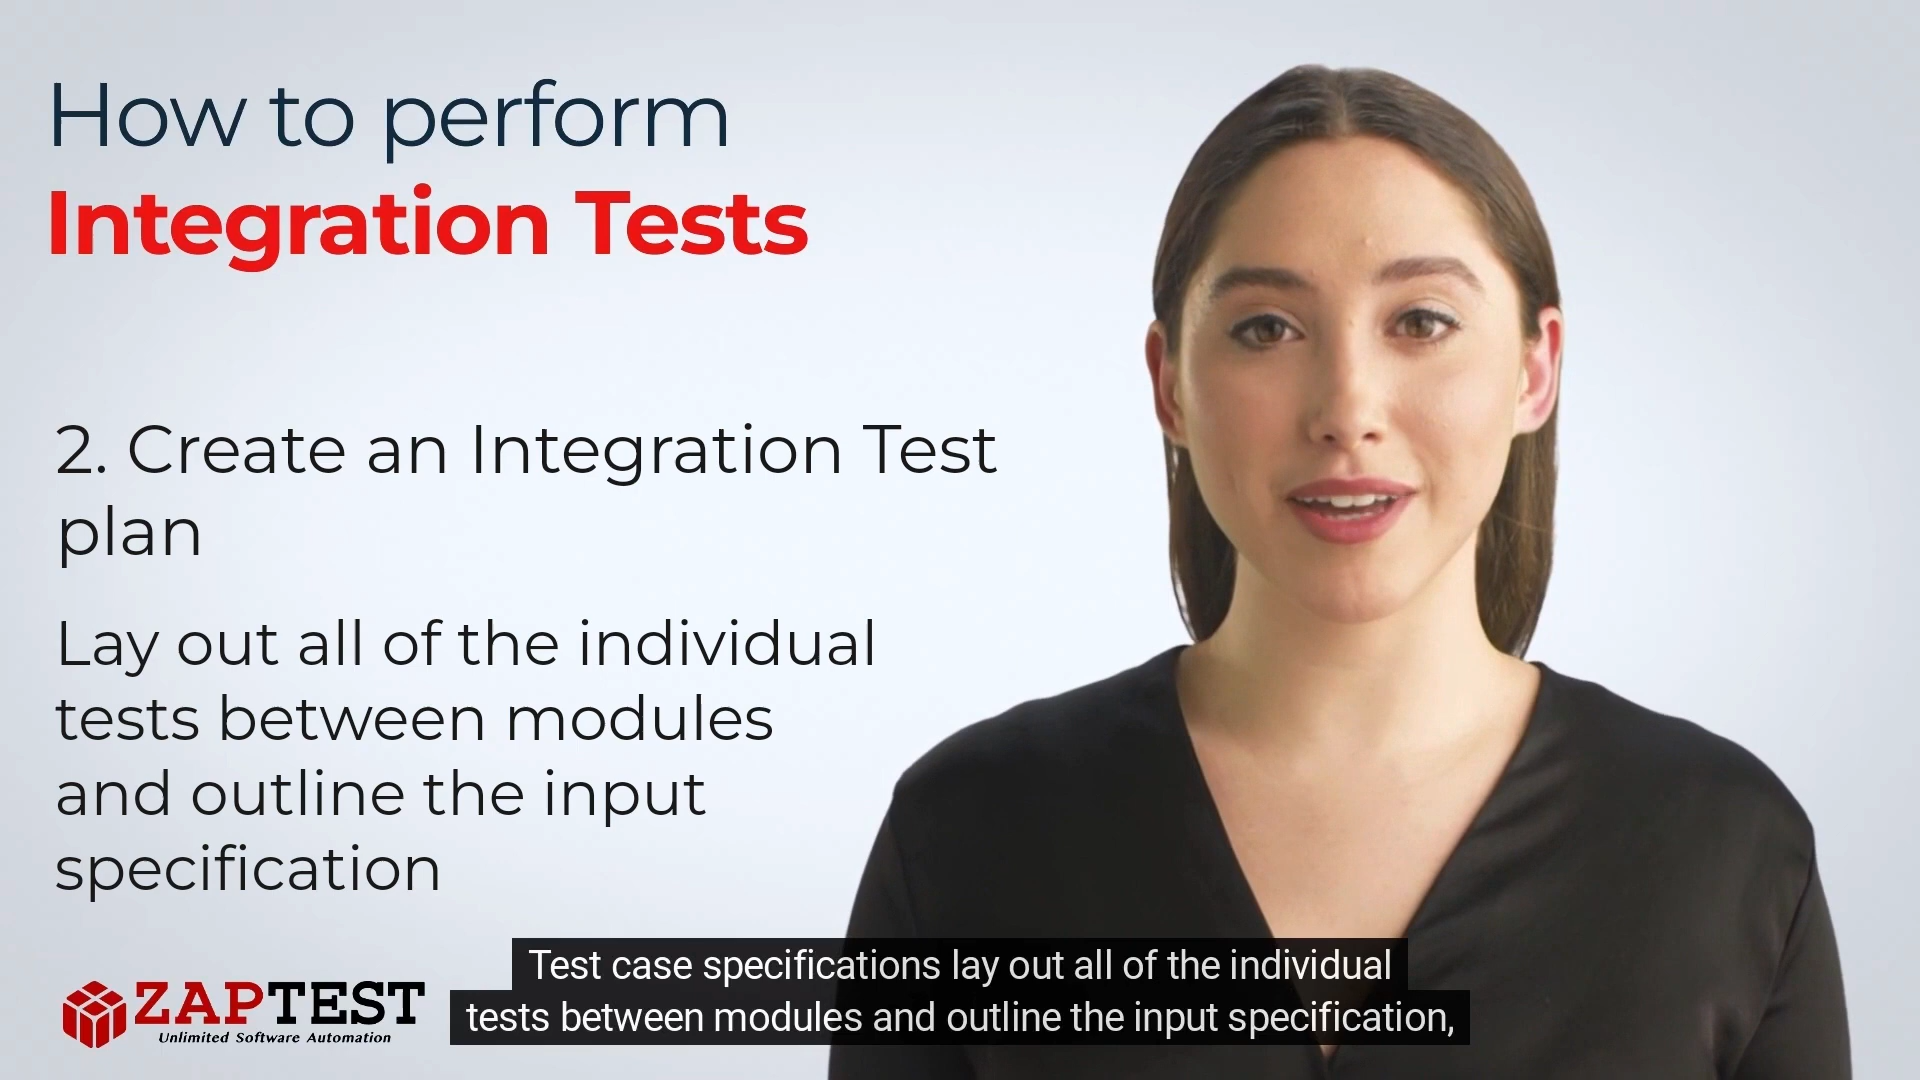 How to perform
Integration Tests
2. Create an Integration Test
plan
Lay out all of the individual
tests between modules
and outline the input
specification
ZAPTEST
Unlimited Software Automation
Test case specifications lay out all of the individual
tests between modules and outline the input specification,